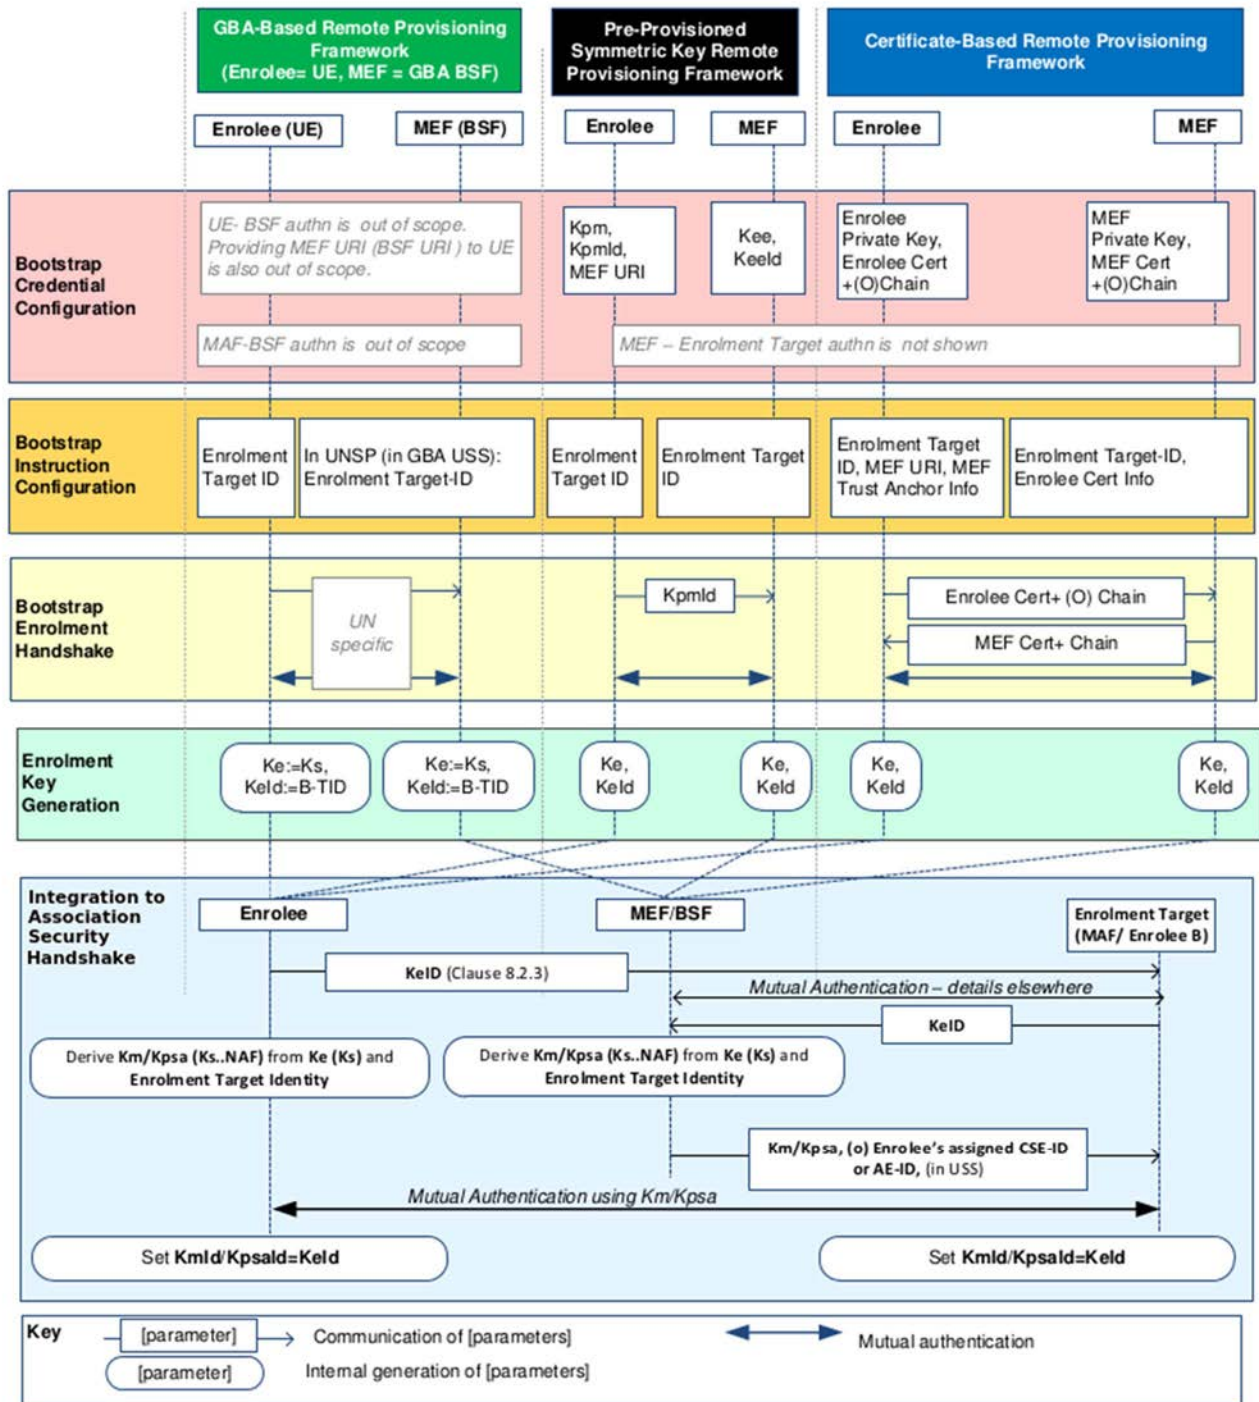 GBA-Based Remote Provisioning
Framework
(Enrolee= UE, MEF = GBA BSF)
Pre-Provisioned
Symmetric Key Remote
Provisioning Framework
Certificate-Based Remote Provisioning
Framework
Enrolee (UE)
MEF (BSF)
Enrolee
MEF
Enrolee
MEF
Bootstrap
Credential
Configuration
UE- BSF authn is out of scope.
Providing MEF URI (BSF URI ) to UE
is also out of scope.
Kpm,
KpmId,
MEF URI
Kee,
KeeId
Enrolee
Private Key,
Enrolee Cert
+(O)Chain
MEF
Private Key,
MEF Cert
+(O)Chain
MAF-BSF authn is out of scope
MEF – Enrolment Target authn is not shown
Bootstrap
Instruction
Configuration
Enrolment
Target ID
In UNSP (in GBA USS):
Enrolment Target-ID
Enrolment
Target ID
Enrolment Target
ID
Enrolment Target
ID, MEF URI, MEF
Trust Anchor Info
Enrolment Target-ID,
Enrolee Cert Info
Bootstrap
Enrolment
Handshake
UN
specific
KpmId
Enrolee Cert+ (O) Chain
MEF Cert+ Chain
Enrolment
Key
Generation
Ke:=Ks,
KeId:=B-TID
Ke:=Ks,
KeId:=B-TID
Ke,
KeId
Ke,
KeId
Ke,
KeId
Ke,
KeId
Integration to
Association
Security
Handshake
Enrolee
MEF/BSF
Enrolment Target
(MAF/ Enrolee B)
KeID (Clause 8.2.3)
Mutual Authentication – details elsewhere
KeID
Derive Km/Kpsa (Ks..NAF) from Ke (Ks) and
Enrolment Target Identity
Derive Km/Kpsa (Ks..NAF) from Ke (Ks) and
Enrolment Target Identity
Km/Kpsa, (o) Enrolee's assigned CSE-ID
or AE-ID, (in USS)
Mutual Authentication using Km/Kpsa
Set KmId/KpsaId=KeId
Set KmId/KpsaId=KeId
Key
[parameter]
Communication of [parameters]
Mutual authentication
[parameter]
Internal generation of [parameters]